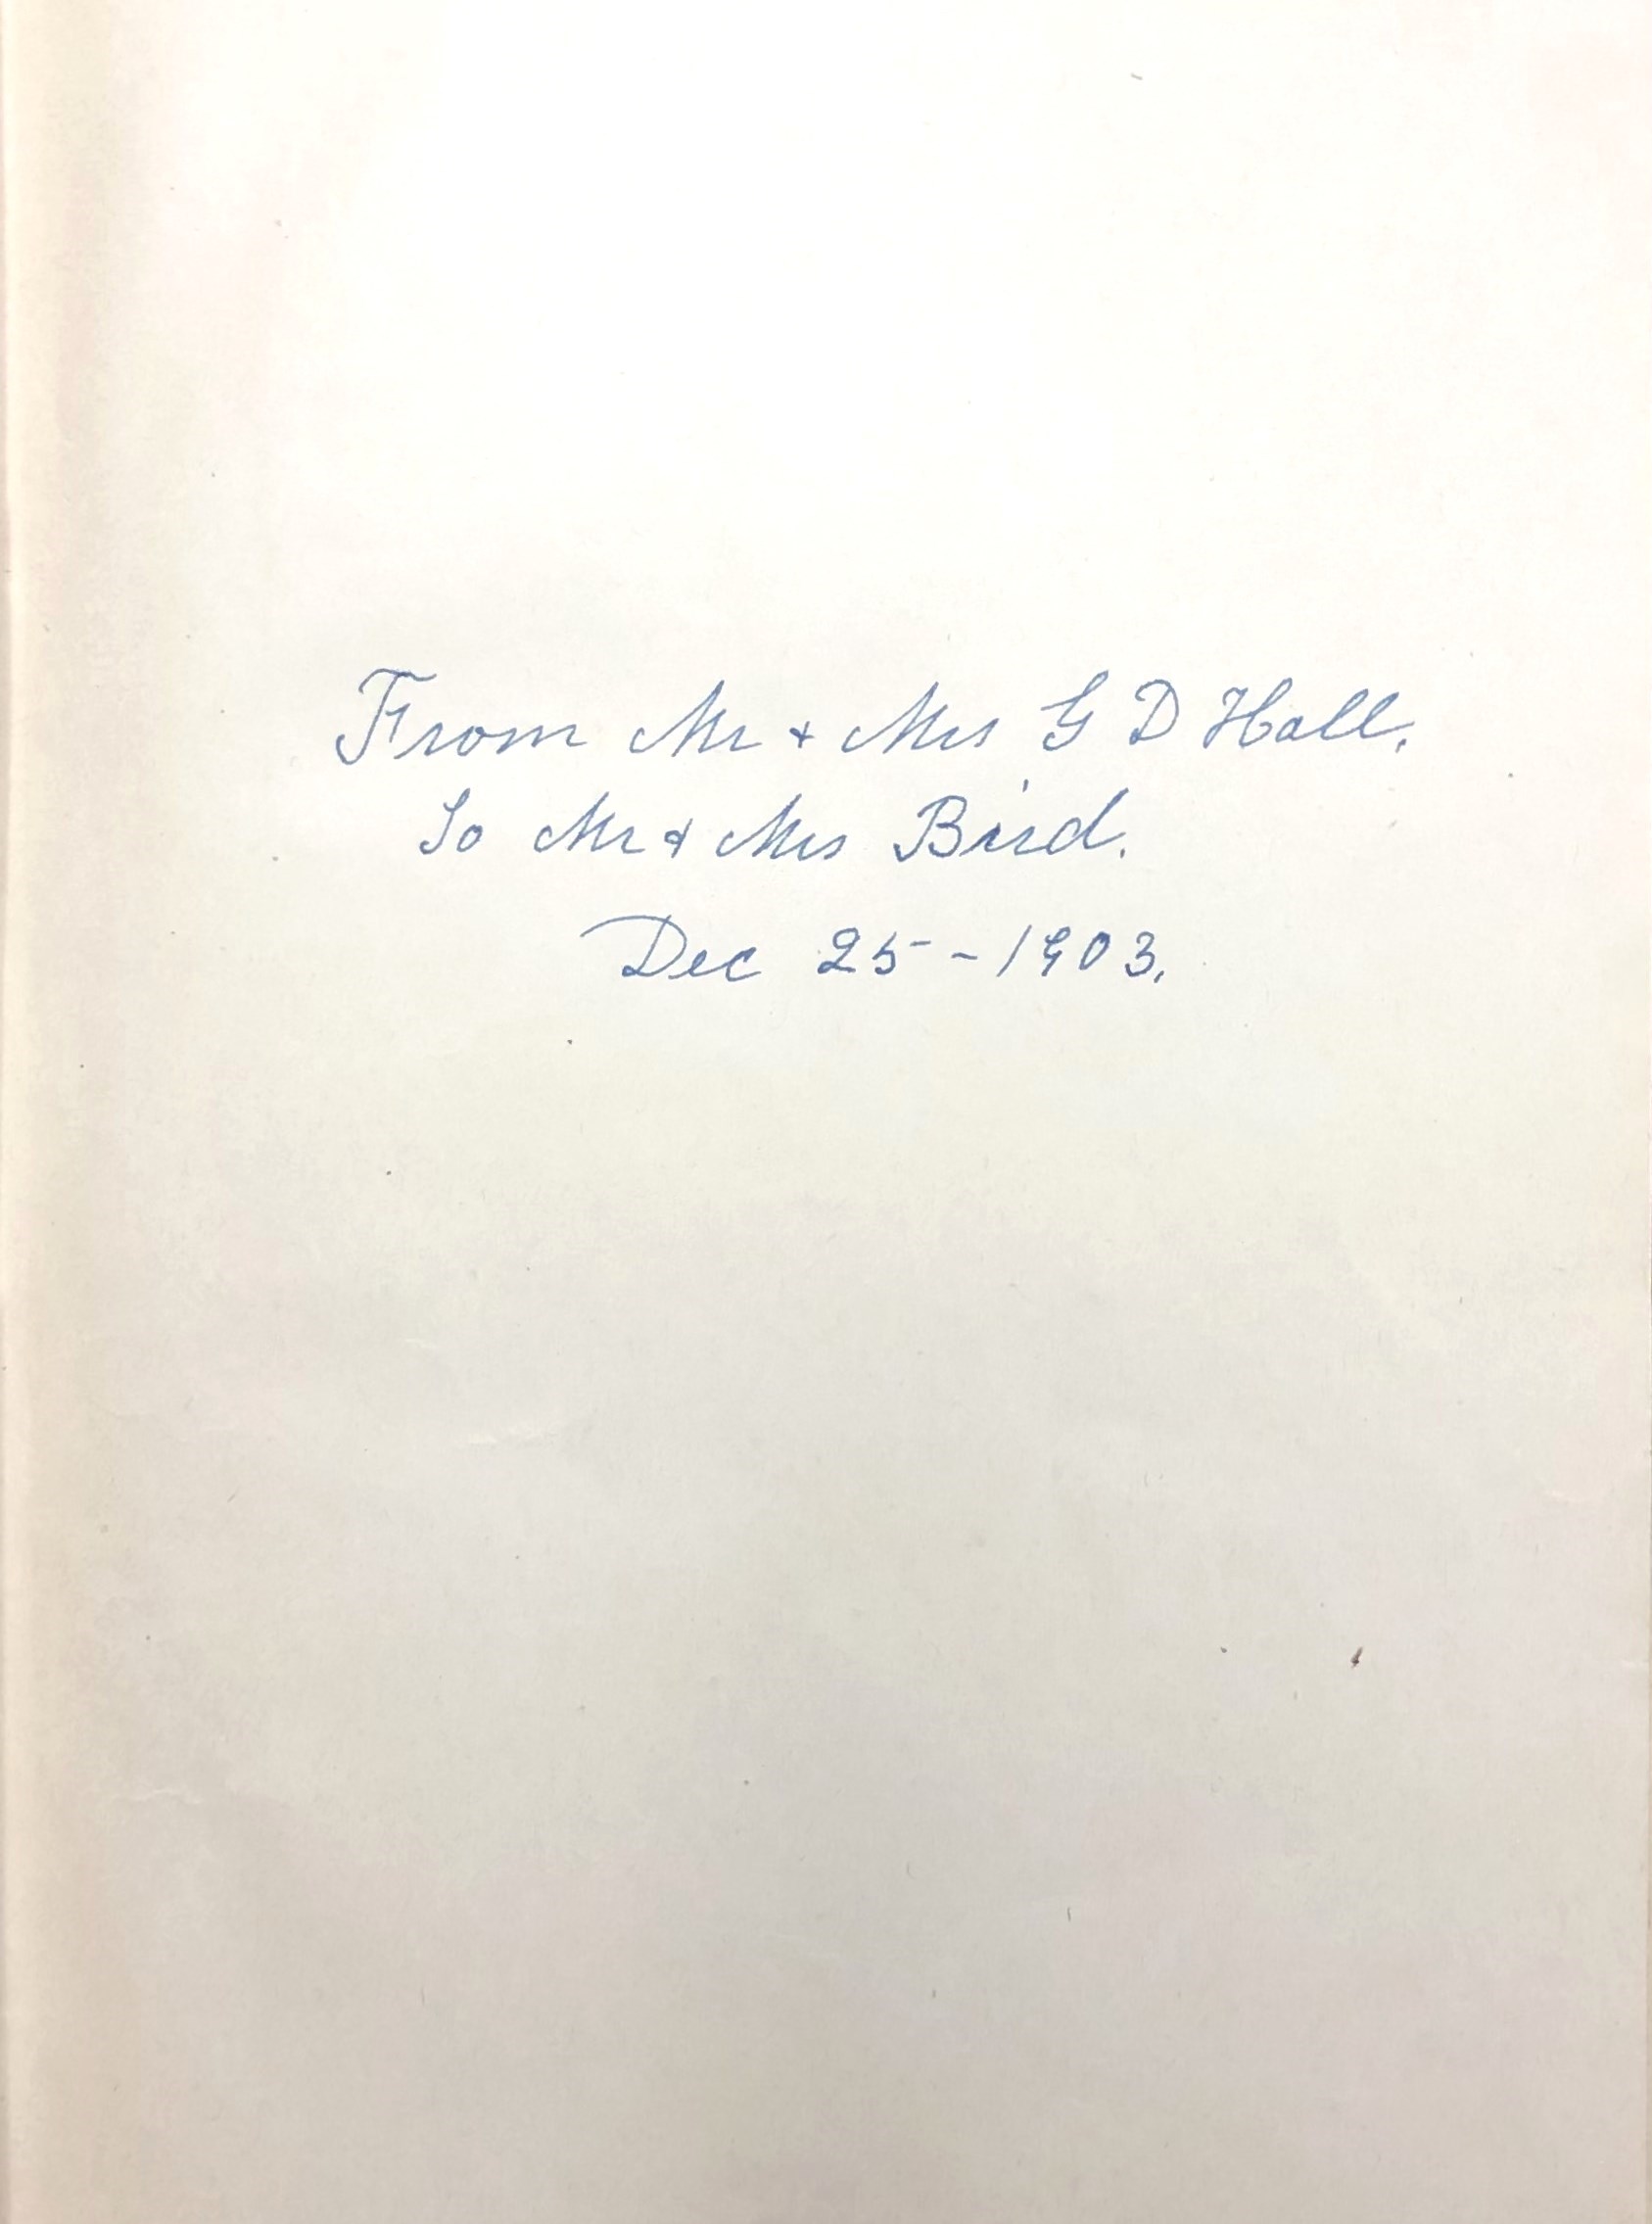 From Mr & Mrs G D Hall.
To Mr & Mrs Bird.
Dec 25 - 1903.